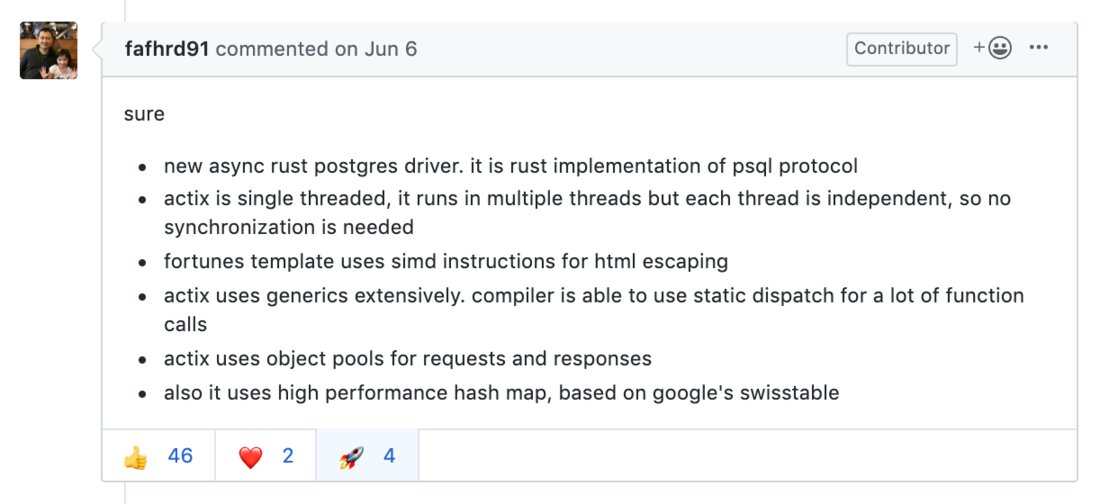 fafhrd91 commented on Jun 6
Contributor
sure
new async rust postgres driver. it is rust implementation of psql protocol
actix is single threaded, it runs in multiple threads but each thread is independent, so no
synchronization is needed
fortunes template uses simd instructions for html escaping
actix uses generics extensively. compiler is able to use static dispatch for a lot of function
calls
actix uses object pools for requests and responses
also it uses high performance hash map, based on google's swisstable
46 2 4